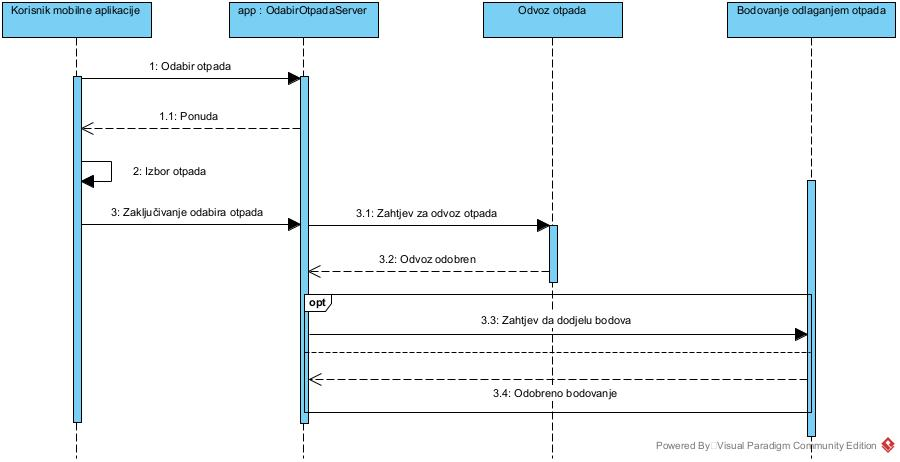 Korisnik mobilne aplikacije
app : OdabirOtpadaServer
Odvoz otpada
Bodovanje odlaganjem otpada
1: Odabir otpada
1.1: Ponuda
2: Izbor otpada
3: Zaključivanje odabira otpada
3.1: Zahtjev za odvoz otpada
3.2: Odvoz odobren
opt
3.3: Zahtjev da dodjelu bodova
3.4: Odobreno bodovanje
Powered By Visual Paradigm Community Edition